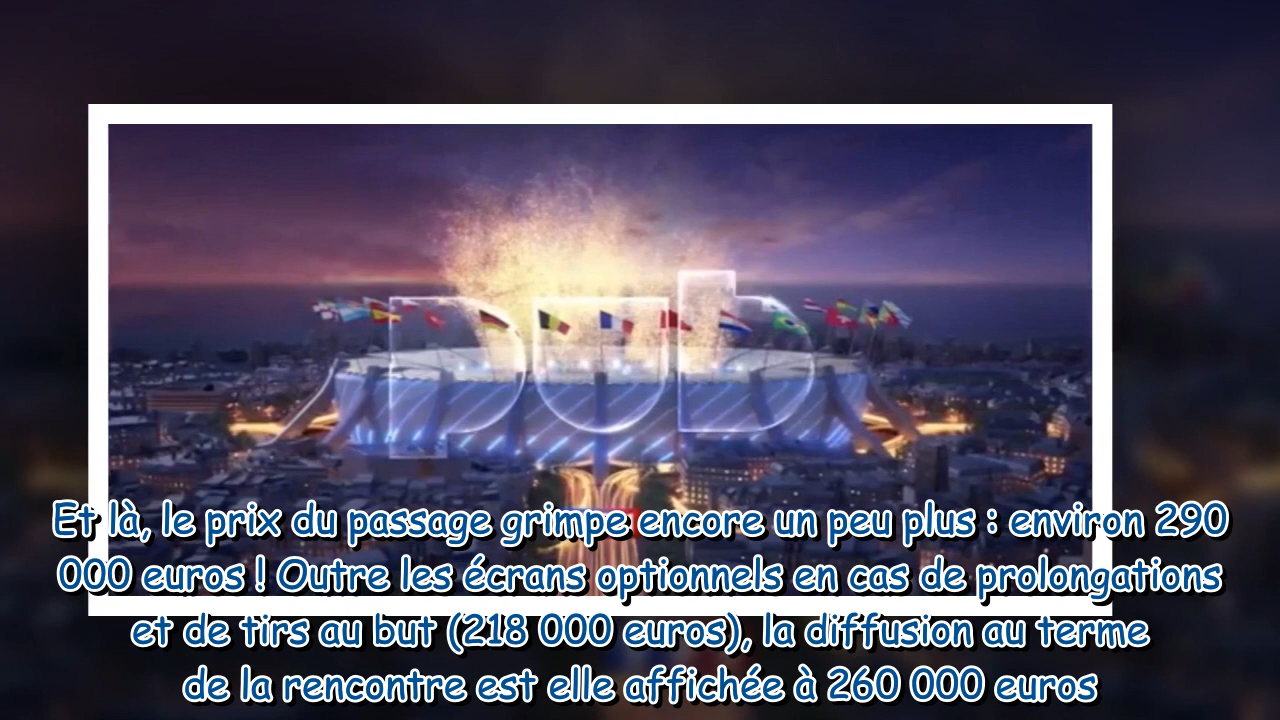 PUB
Et là, le prix du passage grimpe encore un peu plus : environ 290
000 euros ! Outre les écrans optionnels en cas de prolongations
et de tirs au but (218 000 euros), la diffusion au terme
de la rencontre est elle affichée à 260 000 euros